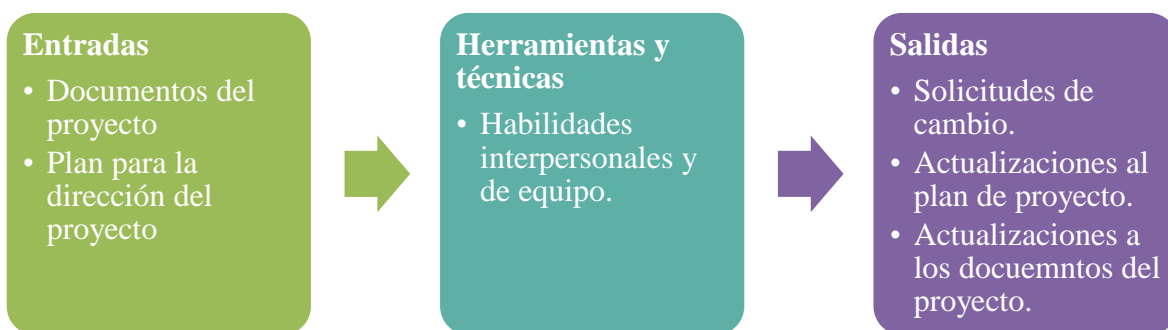 Entradas
• Documentos del
proyecto
• Plan para la
dirección del
proyecto
Herramientas y
técnicas
• Habilidades
interpersonales y
de equipo.
Salidas
• Solicitudes de
cambio.
• Actualizaciones al
plan de proyecto.
• Actualizaciones a
los docuemntos del
proyecto.